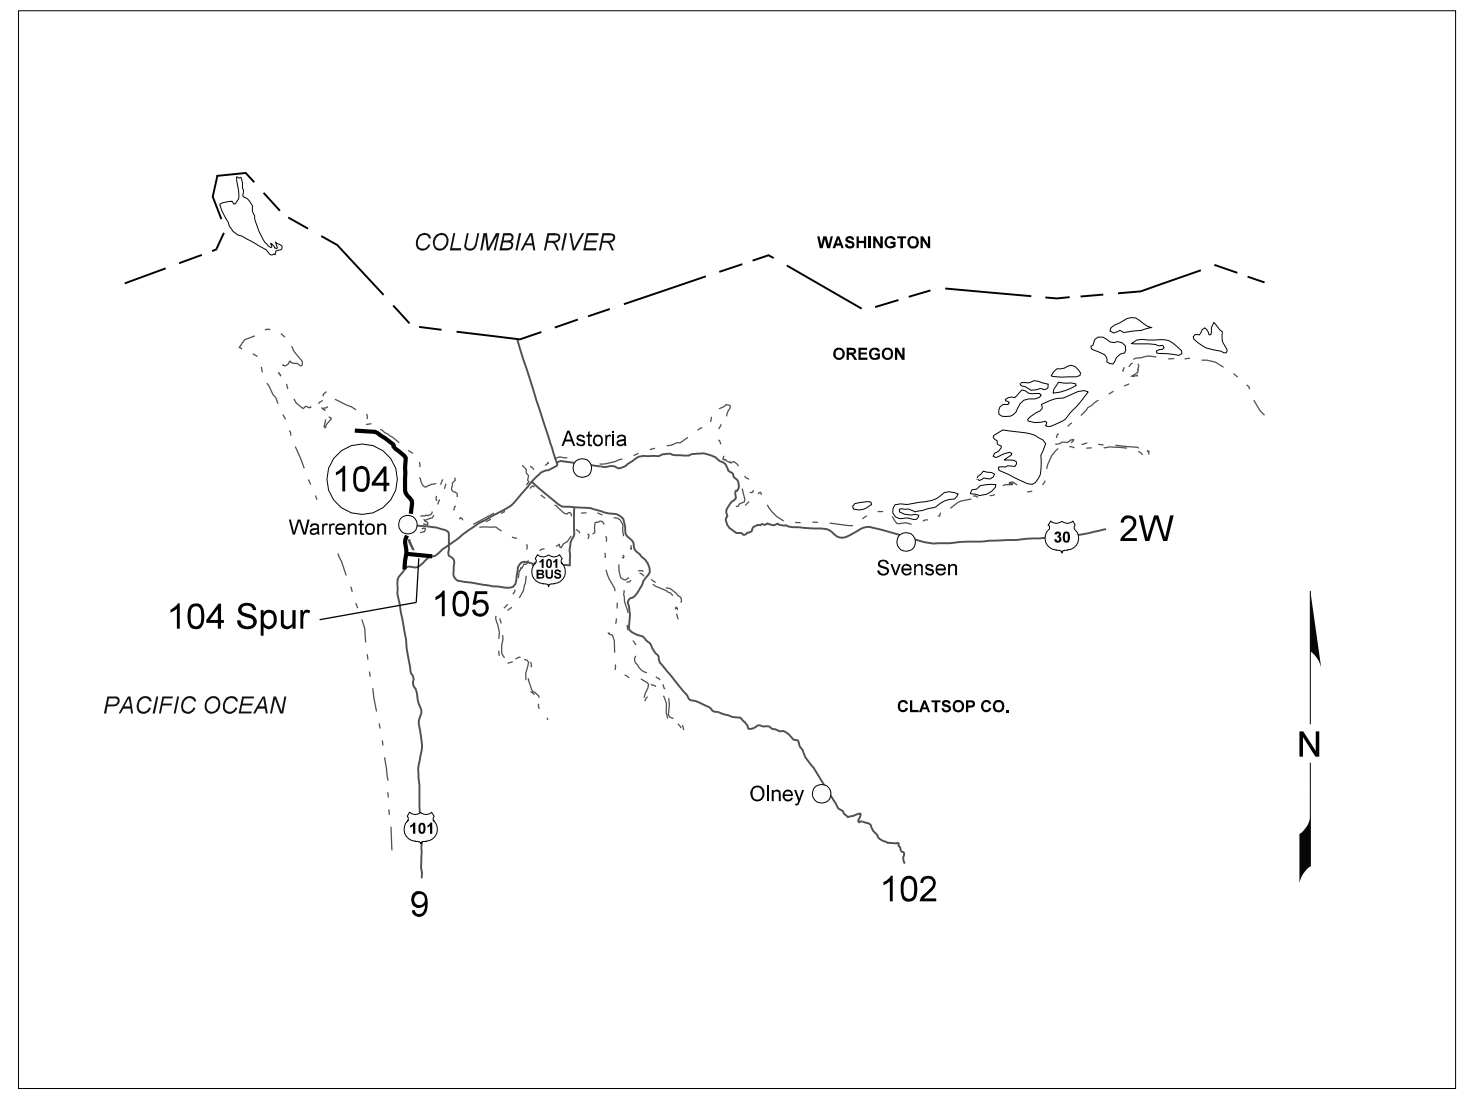 COLUMBIA RIVER
WASHINGTON
OREGON
Astoria
104
Warrenton
30
2W
Svensen
101
BUS
105
104 Spur
PACIFIC OCEAN
CLATSOP CO.
N
Olney
101
102
9